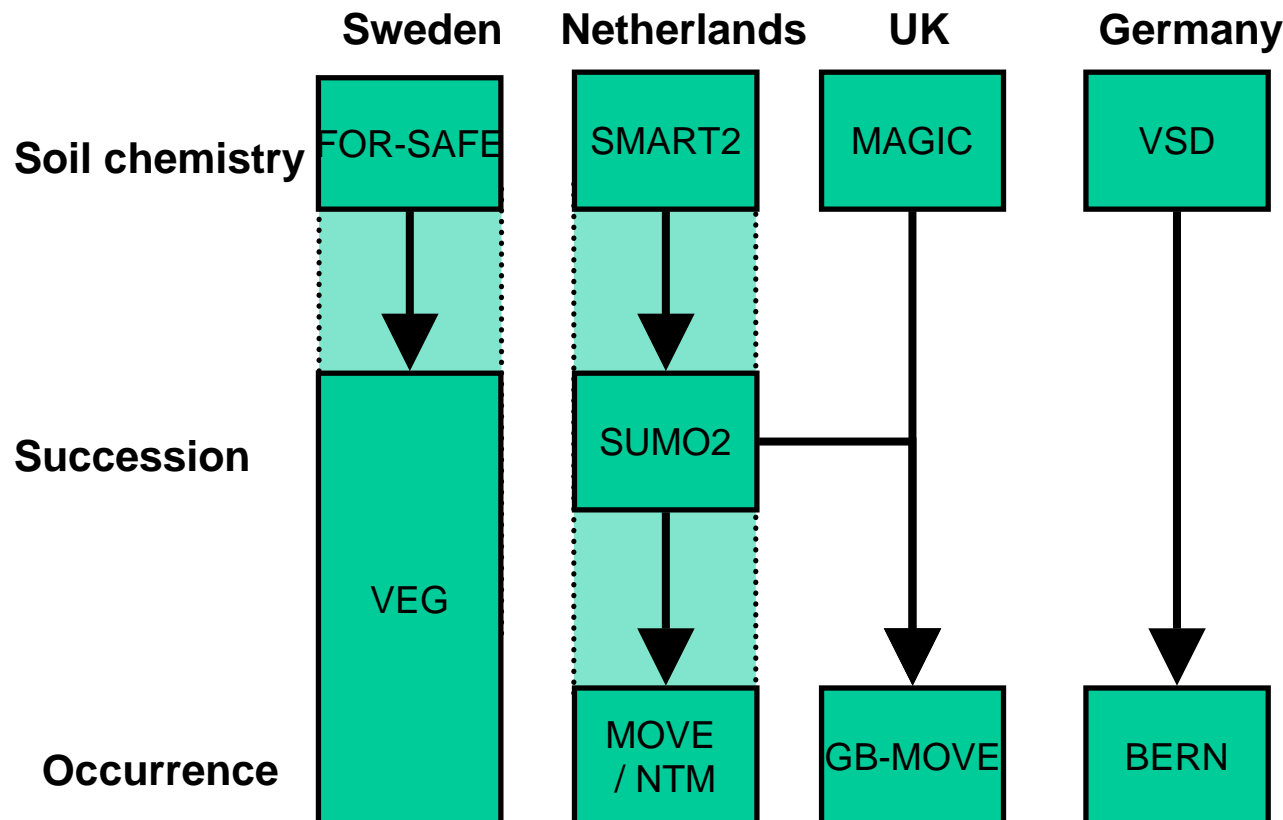 Sweden Netherlands UK Germany
Soil chemistry FOR-SAFE SMART2 MAGIC VSD
Succession SUMO2
VEG
Occurrence MOVE / NTM GB-MOVE BERN